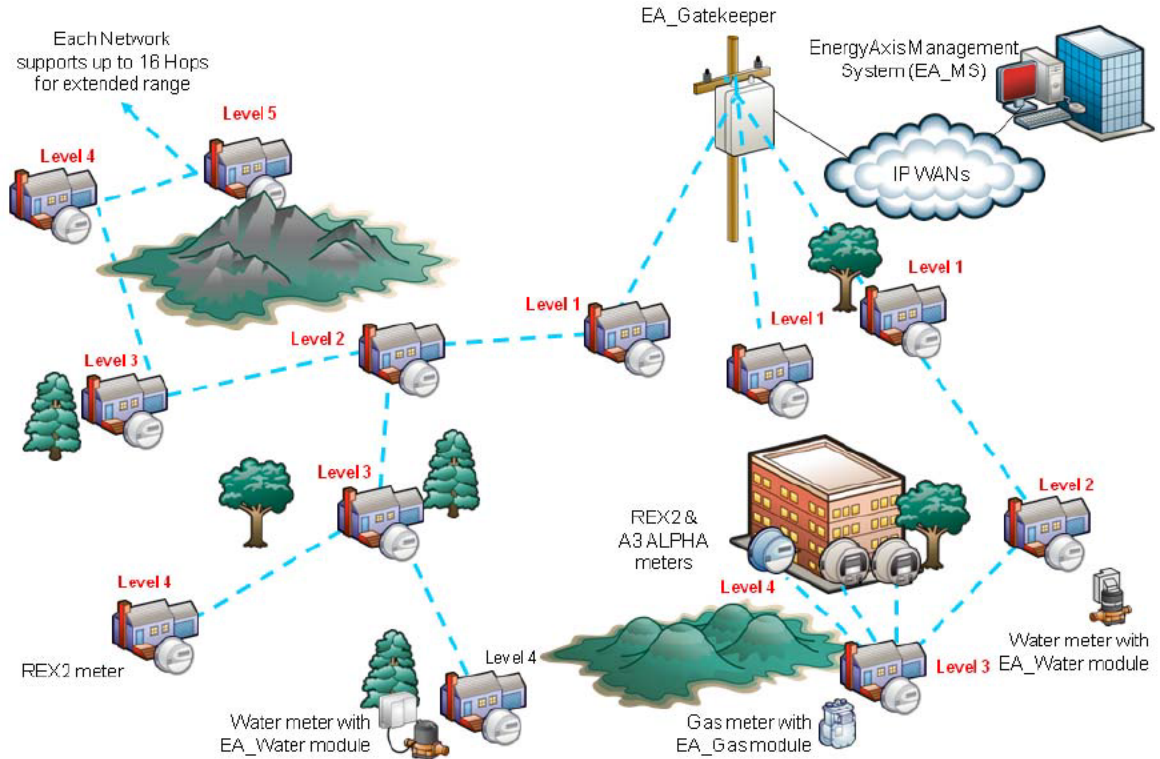 EA_Gatekeeper
Each Network
supports up to 16 Hops
for extended range
EnergyAxis Management
System (EA_MS)
Level 5
Level 4
IP WANs
Level 1
Level 1
Level 1
Level 2
Level 3
Level 3
Level 2
REX2 &
A3 ALPHA
meters
Level 4
Level 4
REX2 meter
Level 4
Level 3
Water meter with
EA_Water module
Water meter with
EA_Water module
Gas meter with
EA_Gas module